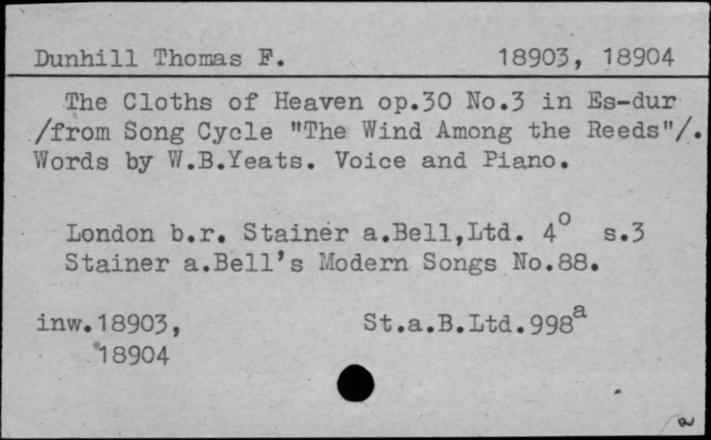 Dunhill Thomas F. 18903, 18904
The Cloths of Heaven op.30 No.3 in Es-dur
/from Song Cycle "The Wind Among the Reeds"/.
Words by W.B.Yeats. Voice and Piano.
London b.r. Stainer a.Bell,Ltd. 4º s.3
Stainer a.Bell's Modern Songs No.88.
inw.18903, St.a.B.Ltd.998ª
18904
a